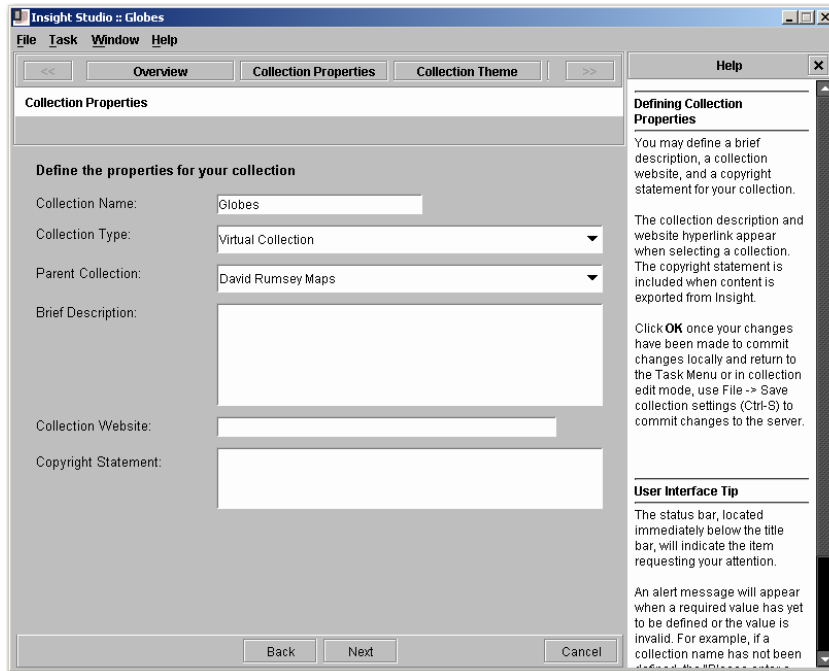 Insight Studio :: Globes
File Task Window Help
<< Overview Collection Properties Collection Theme >>
Collection Properties
Define the properties for your collection
Collection Name: Globes
Collection Type: Virtual Collection
Parent Collection: David Rumsey Maps
Brief Description:
Collection Website:
Copyright Statement:
Back Next Cancel
Help
Defining Collection
Properties
You may define a brief
description, a collection
website, and a copyright
statement for your collection.
The collection description and
website hyperlink appear
when selecting a collection.
The copyright statement is
included when content is
exported from Insight.
Click OK once your changes
have been made to commit
changes locally and return to
the Task Menu or in collection
edit mode, use File -> Save
collection settings (Ctrl-S) to
commit changes to the server.
User Interface Tip
The status bar, located
immediately below the title
bar, will indicate the item
requesting your attention.
An alert message will appear
when a required value has yet
to be defined or the value is
invalid. For example, if a
collection name has not been